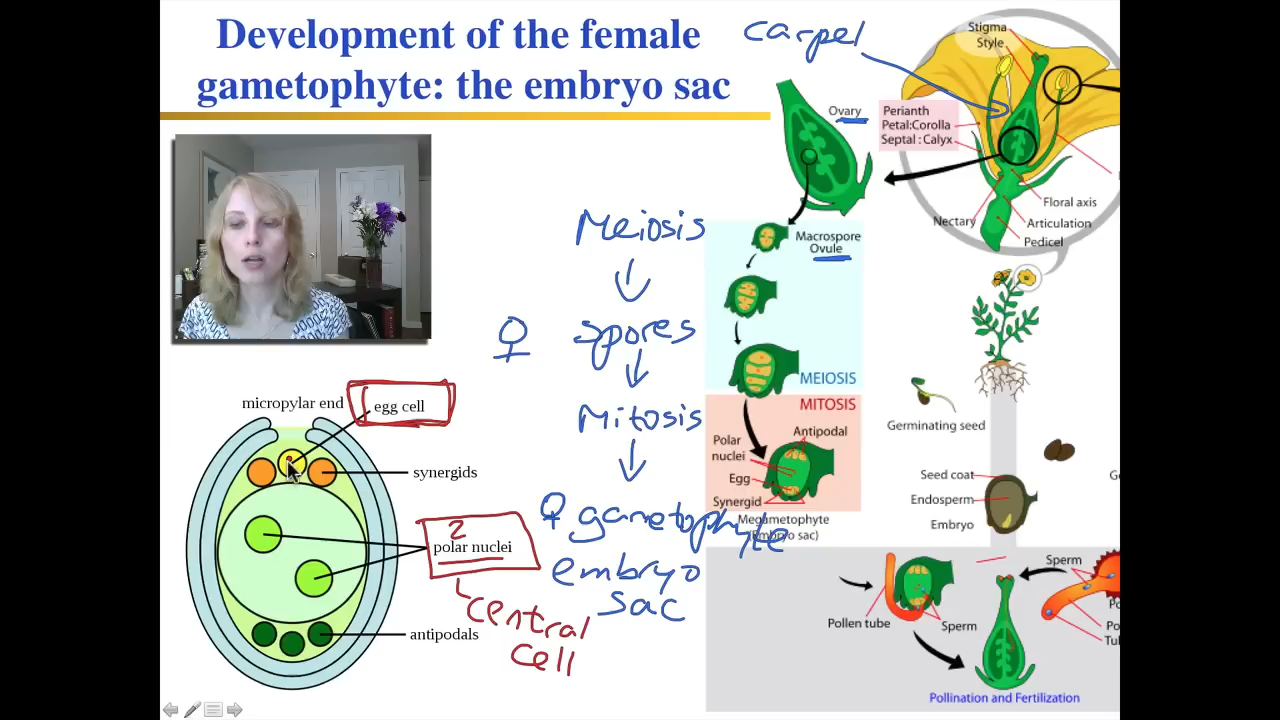 Development of the female
gametophyte: the embryo sac
carpel
Stigma
Style
Ovary
Perianth
Petal:Corolla
Septal : Calyx
Floral axis
Nectary
Articulation
Pedicel
Meiosis
Macrospore
Ovule
♀ spores
MEIOSIS
MITOSIS
Mitosis
Antipodal
Polar
nuclei
Egg
Synergid
Megametophyte
(Embryo sac)
♀ gametophyte
embryo
sac
micropylar end
egg cell
synergids
2
polar nuclei
central
cell
antipodals
Germinating seed
Seed coat
Endosperm
Embryo
Sperm
Pollen tube
Sperm
Pollination and Fertilization